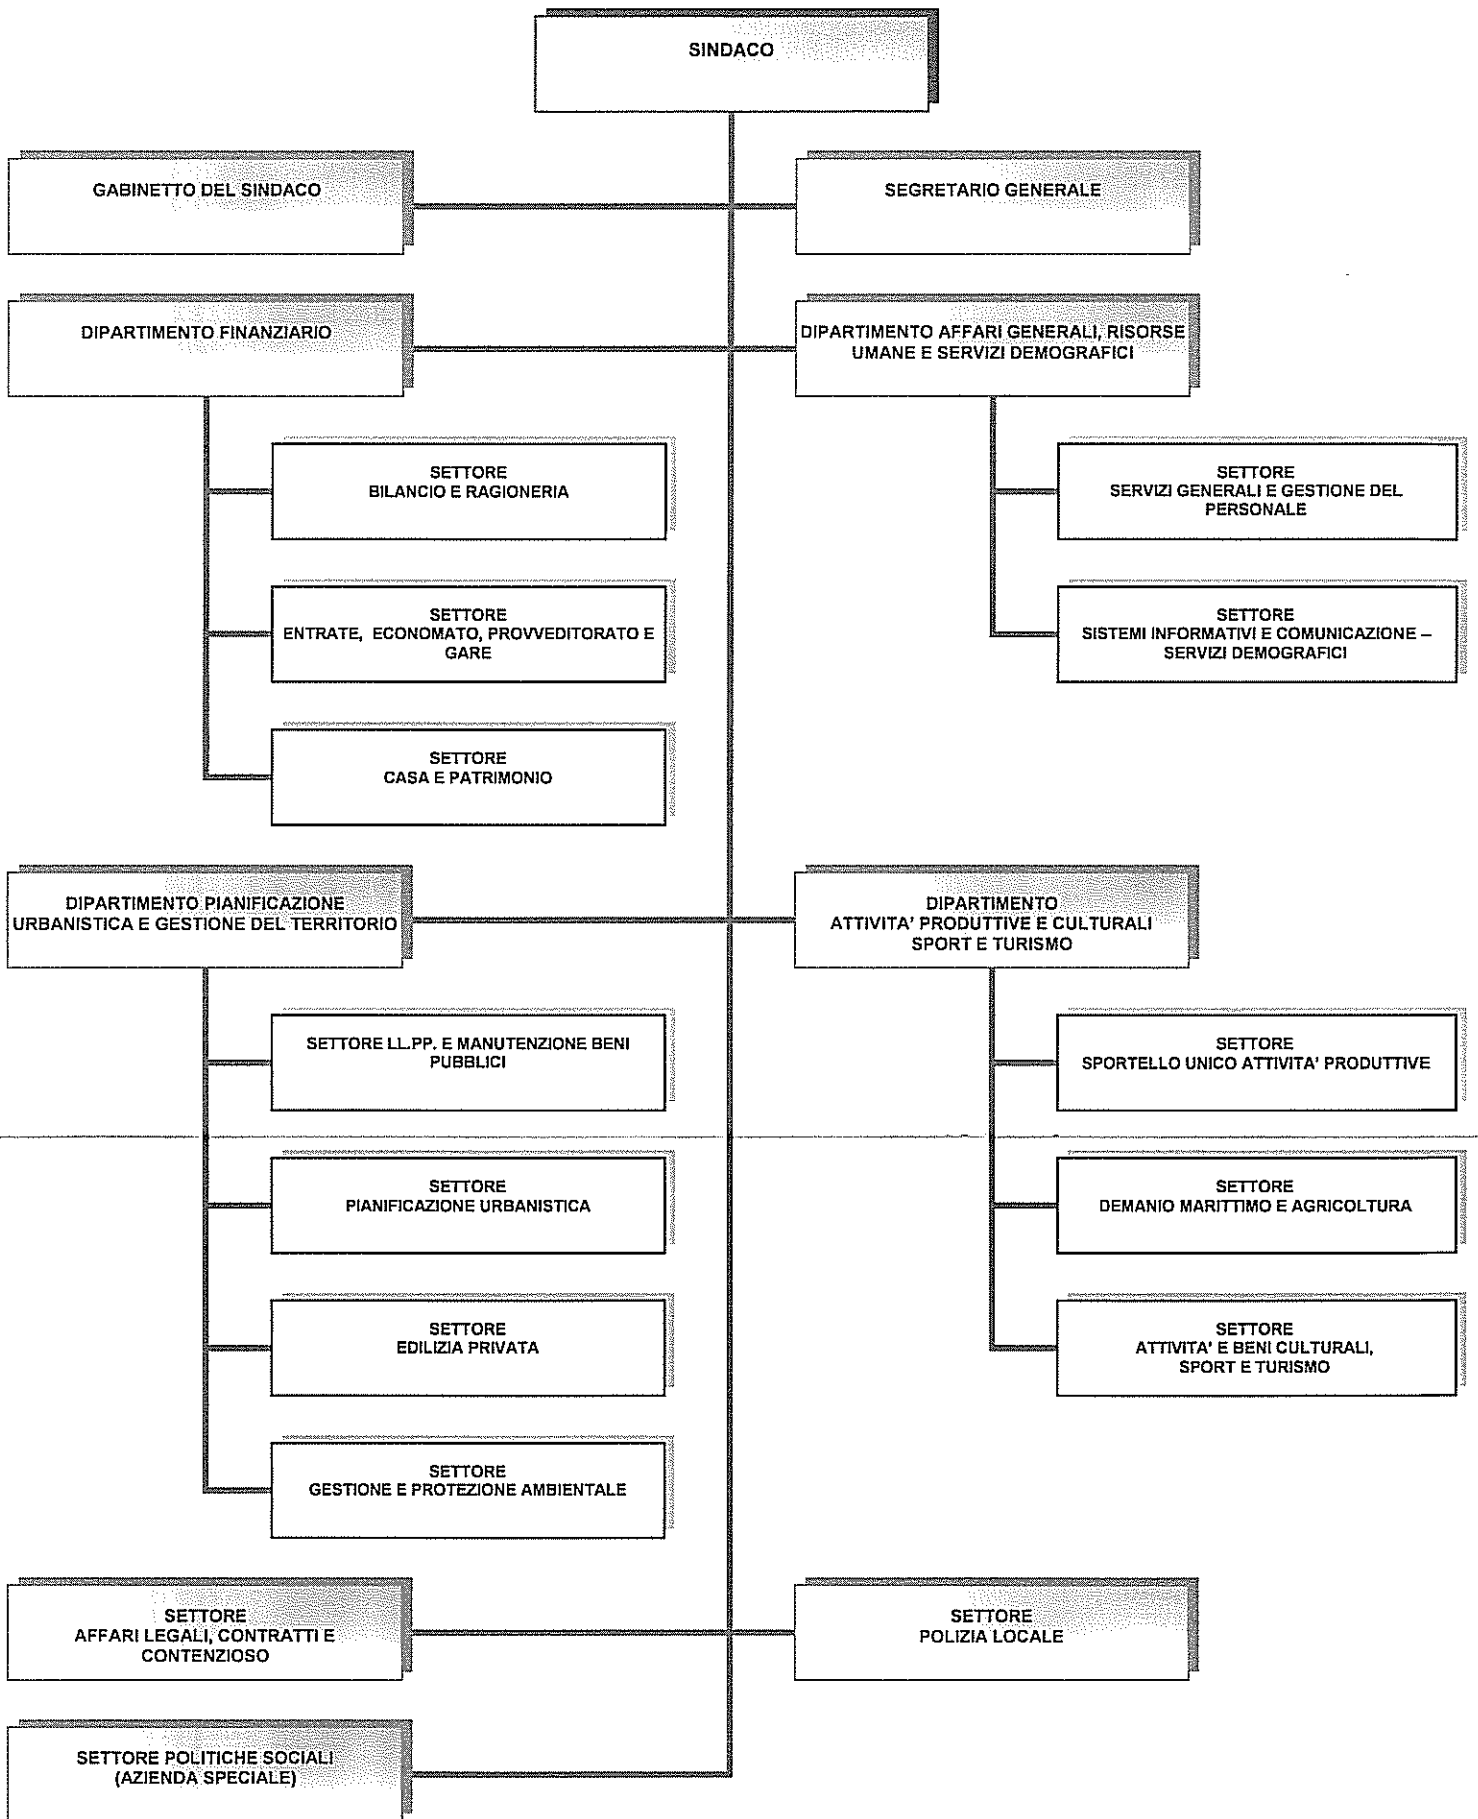 SINDACO
GABINETTO DEL SINDACO
SEGRETARIO GENERALE
DIPARTIMENTO FINANZIARIO
DIPARTIMENTO AFFARI GENERALI, RISORSE
UMANE E SERVIZI DEMOGRAFICI
SETTORE
BILANCIO E RAGIONERIA
SETTORE
ENTRATE, ECONOMATO, PROVVEDITORATO E
GARE
SETTORE
CASA E PATRIMONIO
SETTORE
SERVIZI GENERALI E GESTIONE DEL
PERSONALE
SETTORE
SISTEMI INFORMATIVI E COMUNICAZIONE –
SERVIZI DEMOGRAFICI
DIPARTIMENTO PIANIFICAZIONE
URBANISTICA E GESTIONE DEL TERRITORIO
DIPARTIMENTO
ATTIVITA' PRODUTTIVE E CULTURALI
SPORT E TURISMO
SETTORE LL.PP. E MANUTENZIONE BENI
PUBBLICI
SETTORE
PIANIFICAZIONE URBANISTICA
SETTORE
EDILIZIA PRIVATA
SETTORE
GESTIONE E PROTEZIONE AMBIENTALE
SETTORE
SPORTELLO UNICO ATTIVITA' PRODUTTIVE
SETTORE
DEMANIO MARITTIMO E AGRICOLTURA
SETTORE
ATTIVITA' E BENI CULTURALI,
SPORT E TURISMO
SETTORE
AFFARI LEGALI, CONTRATTI E
CONTENZIOSO
SETTORE
POLIZIA LOCALE
SETTORE POLITICHE SOCIALI
(AZIENDA SPECIALE)